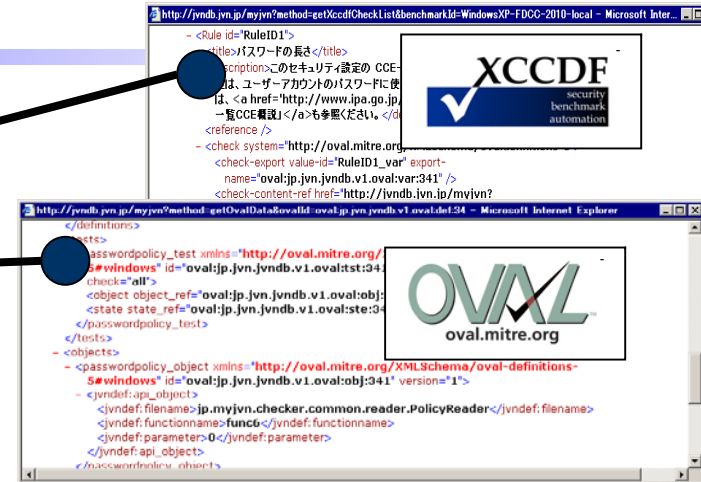 http://jvndb.jvn.jp/myjvn?method=getXccdfCheckList&benchmarkId=WindowsXP-FDCC-2010-local - Microsoft Inter...
- <Rule id="RuleID1">
title>パスワードの長さ</title>
scription>このセキュリティ設定の CCE-
は、ユーザーアカウントのパスワードに使
は、<a href='http://www.ipa.go.jp/
一覧CCE概説」</a>も参照ください。</d
<reference />
- <check system="http://oval.mitre.org
<check-export value-id="RuleID1_var" export-
name="oval:jp.jvn.jvndb.v1.oval:var:341" />
<check-content-ref href="http://jvndb.jvn.jp/myjvn?
XCCDF
security
benchmark
automation
http://jvndb.jvn.jp/myjvn?method=getOvalData&ovalId=oval:jp.jvn.jvndb.v1.oval:def:34 - Microsoft Internet Explorer
</definitions>
ests>
asswordpolicy_test xmlns="http://oval.mitre.org/
5#windows" id="oval:jp.jvn.jvndb.v1.oval:tst:341
check="all">
<object object_ref="oval:jp.jvn.jvndb.v1.oval:obj:
<state state_ref="oval:jp.jvn.jvndb.v1.oval:ste:34
</passwordpolicy_test>
</tests>
- <objects>
- <passwordpolicy_object xmlns="http://oval.mitre.org/XMLSchema/oval-definitions-
5#windows" id="oval:jp.jvn.jvndb.v1.oval:obj:341" version="1">
- <jvndef:api_object>
<jvndef:filename>jp.myjvn.checker.common.reader.PolicyReader</jvndef:filename>
<jvndef:functionname>func6</jvndef:functionname>
<jvndef:parameter>0</jvndef:parameter>
</jvndef:api_object>
</passwordpolicy_object>
OVAL
oval.mitre.org